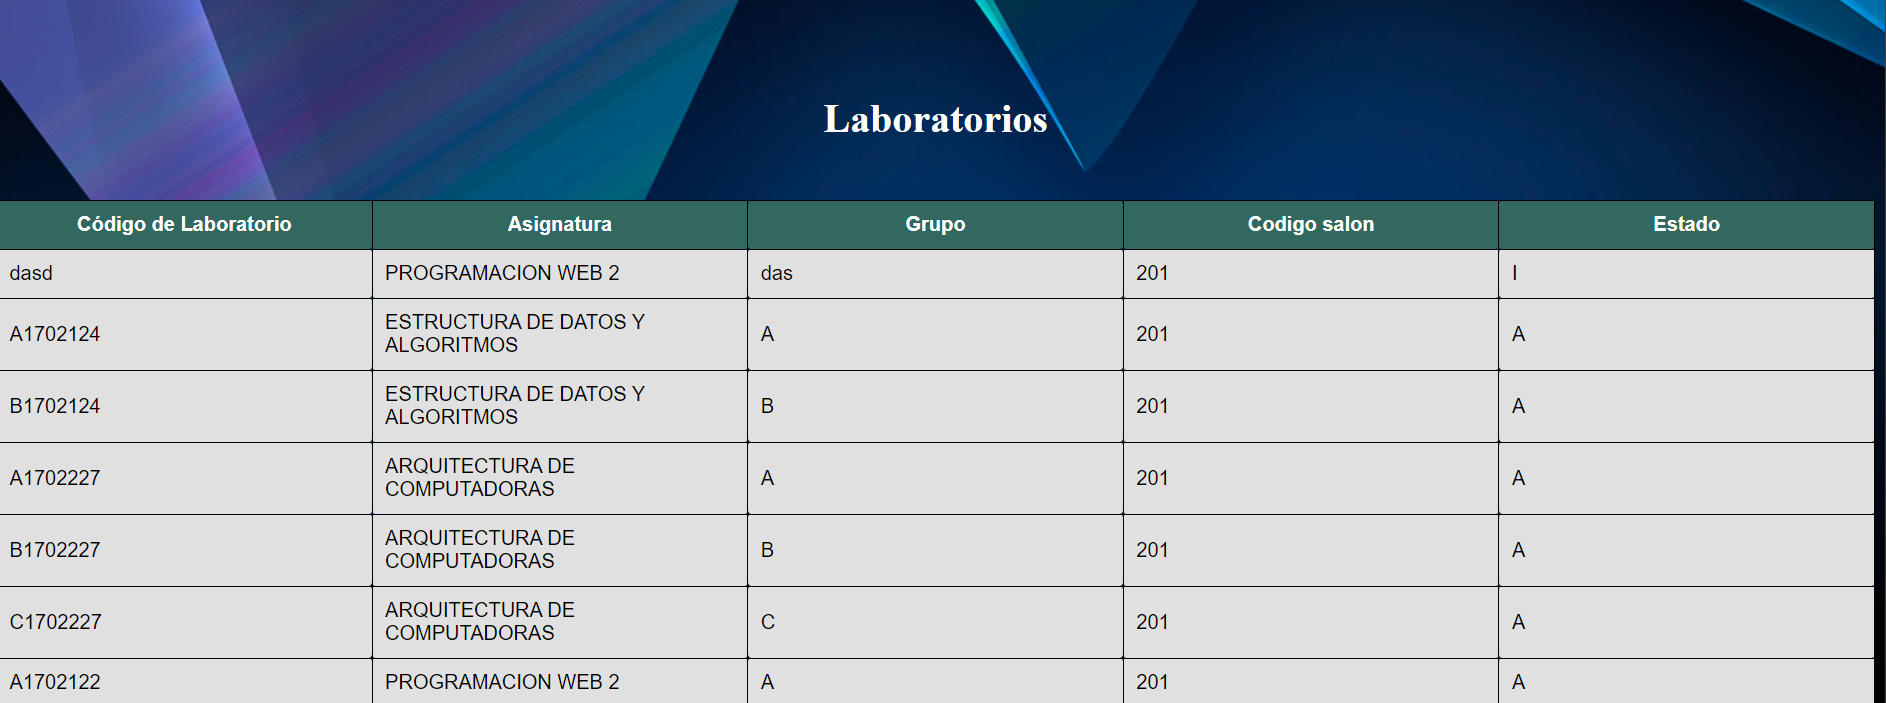 Laboratorios
Código de Laboratorio Asignatura Grupo Codigo salon Estado
dasd PROGRAMACION WEB 2 das 201 I
A1702124 ESTRUCTURA DE DATOS Y ALGORITMOS A 201 A
B1702124 ESTRUCTURA DE DATOS Y ALGORITMOS B 201 A
A1702227 ARQUITECTURA DE COMPUTADORAS A 201 A
B1702227 ARQUITECTURA DE COMPUTADORAS B 201 A
C1702227 ARQUITECTURA DE COMPUTADORAS C 201 A
A1702122 PROGRAMACION WEB 2 A 201 A